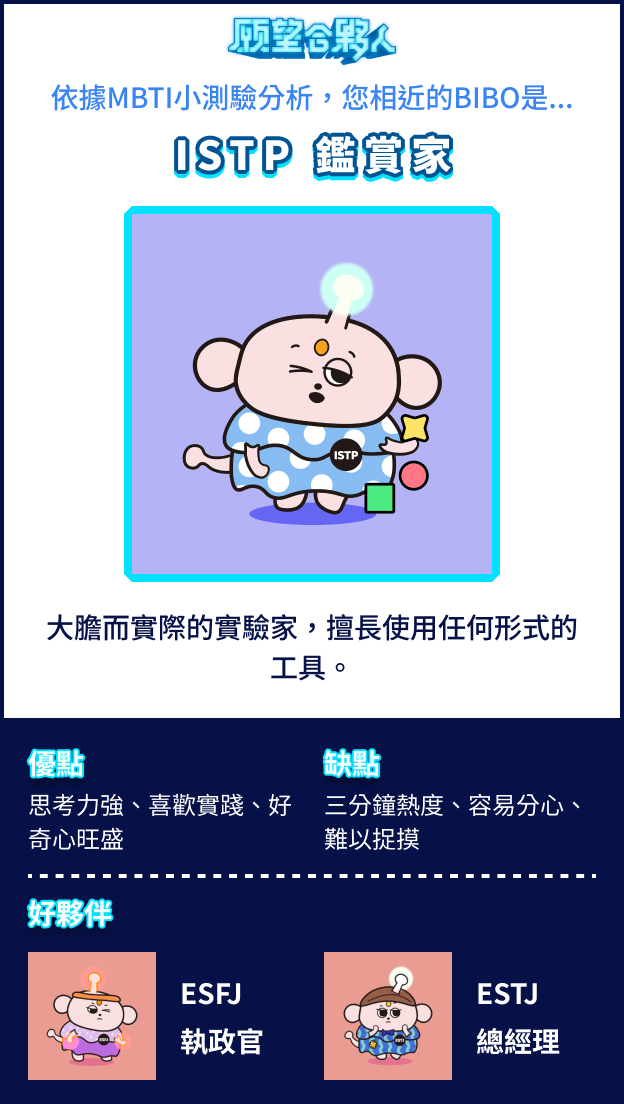 願望合夥人
依據MBTI小測驗分析，您相近的BIBO是...
ISTP 鑑賞家
ISTP
大膽而實際的實驗家，擅長使用任何形式的
工具。
優點
思考力強、喜歡實踐、好
奇心旺盛
缺點
三分鐘熱度、容易分心、
難以捉摸
好夥伴
ESFJ
執政官
ESTJ
總經理